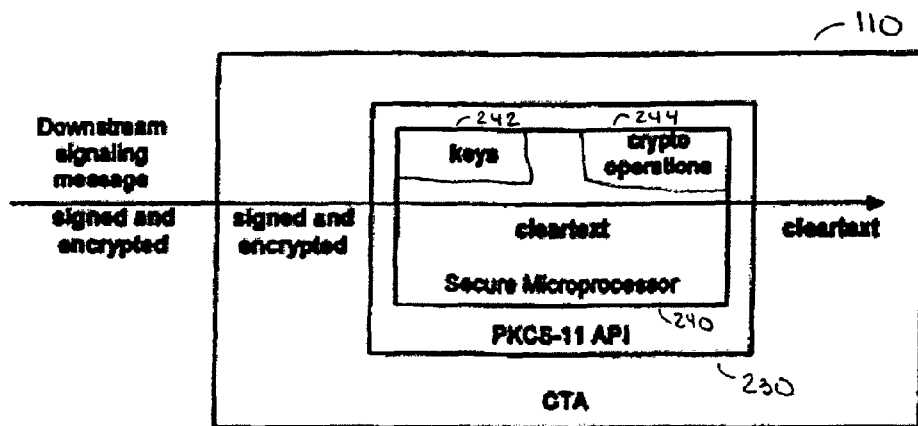 110
Downstream
signaling
message
signed and
encrypted
signed and
encrypted
242
keys
244
crypto
operations
cleartext
cleartext
Secure Microprocessor
240
PKCS-11 API
230
CTA